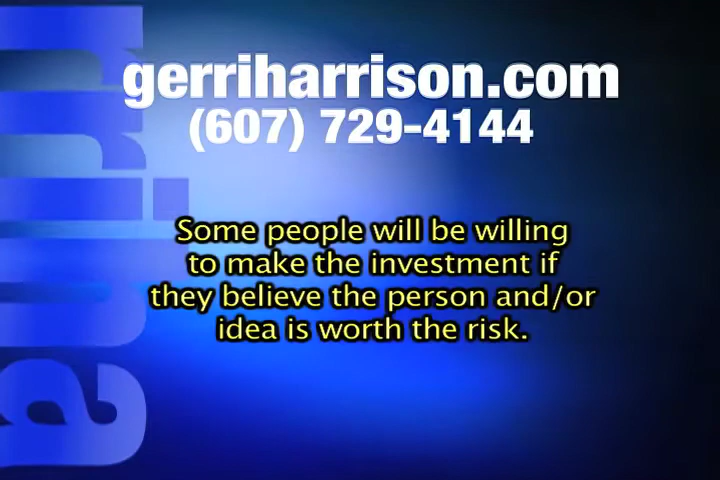 gerriharrison.com
(607) 729-4144
Some people will be willing
to make the investment if
they believe the person and/or
idea is worth the risk.